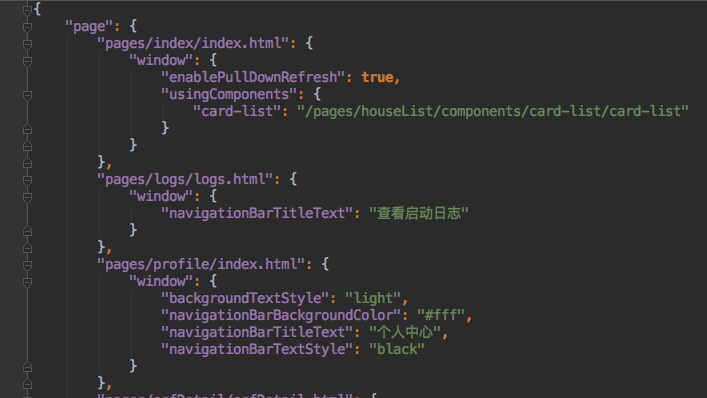 {
"page": {
"pages/index/index.html": {
"window": {
"enablePullDownRefresh": true,
"usingComponents": {
"card-list": "/pages/houseList/components/card-list/card-list"
}
}
},
"pages/logs/logs.html": {
"window": {
"navigationBarTitleText": "查看启动日志"
}
},
"pages/profile/index.html": {
"window": {
"backgroundTextStyle": "light",
"navigationBarBackgroundColor": "#fff",
"navigationBarTitleText": "个人中心",
"navigationBarTextStyle": "black"
}
},